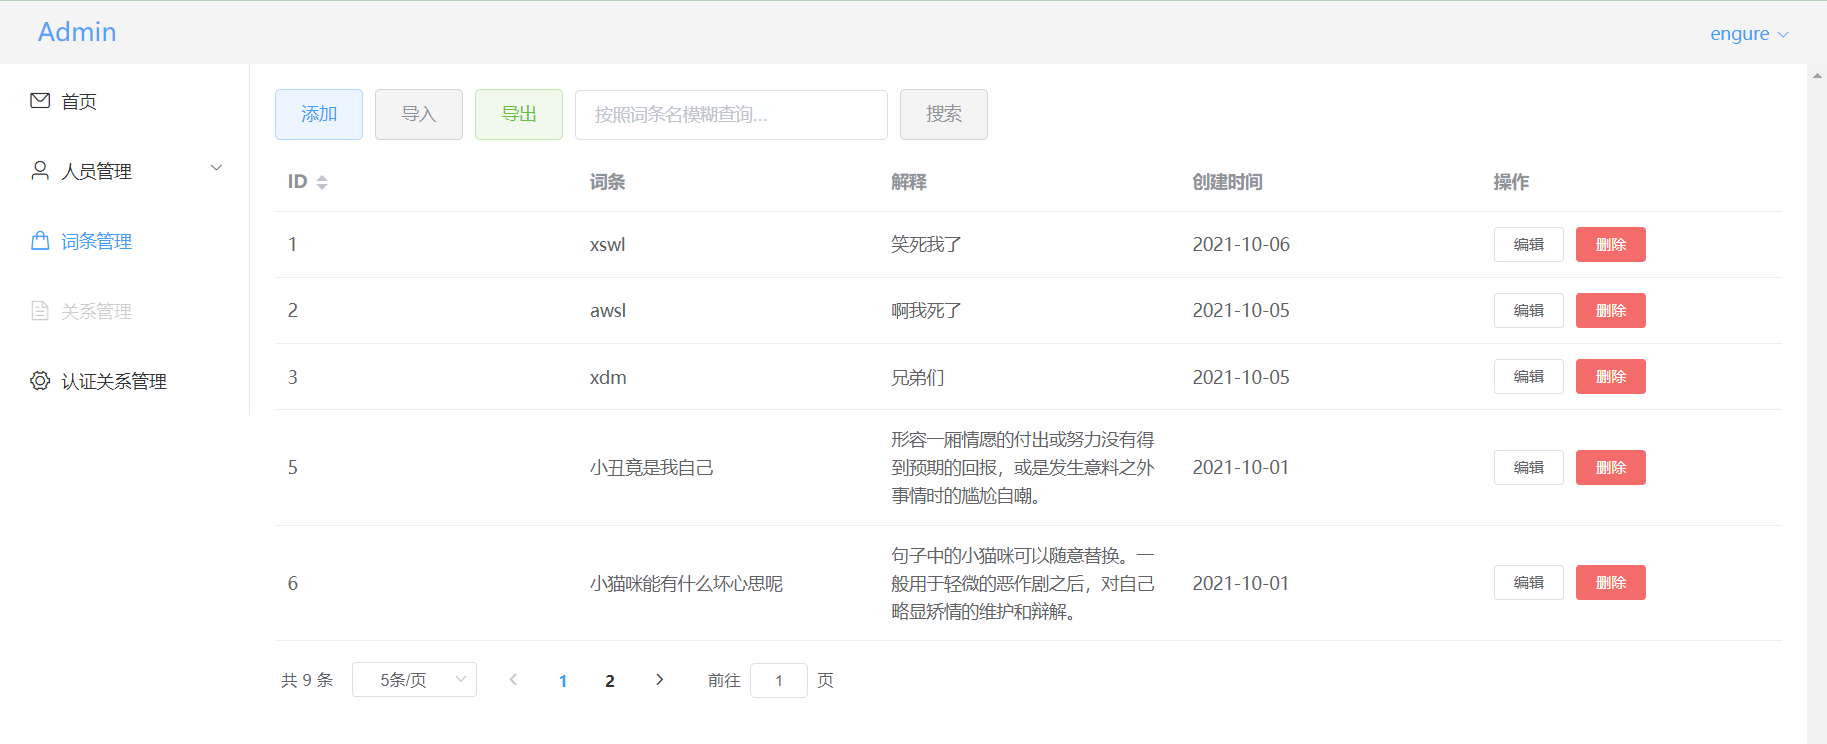 Admin
engure
首页
人员管理
词条管理
关系管理
认证关系管理
添加 导入 导出 按照词条名模糊查询... 搜索
ID 词条 解释 创建时间 操作
1 xswl 笑死我了 2021-10-06 编辑 删除
2 awsl 啊我死了 2021-10-05 编辑 删除
3 xdm 兄弟们 2021-10-05 编辑 删除
5 小丑竟是我自己 形容一厢情愿的付出或努力没有得
到预期的回报，或是发生意料之外
事情时的尴尬自嘲。 2021-10-01 编辑 删除
6 小猫咪能有什么坏心思呢 句子中的小猫咪可以随意替换。一
般用于轻微的恶作剧之后，对自己
略显矫情的维护和辩解。 2021-10-01 编辑 删除
共 9 条 5条/页 1 2 前往 1 页